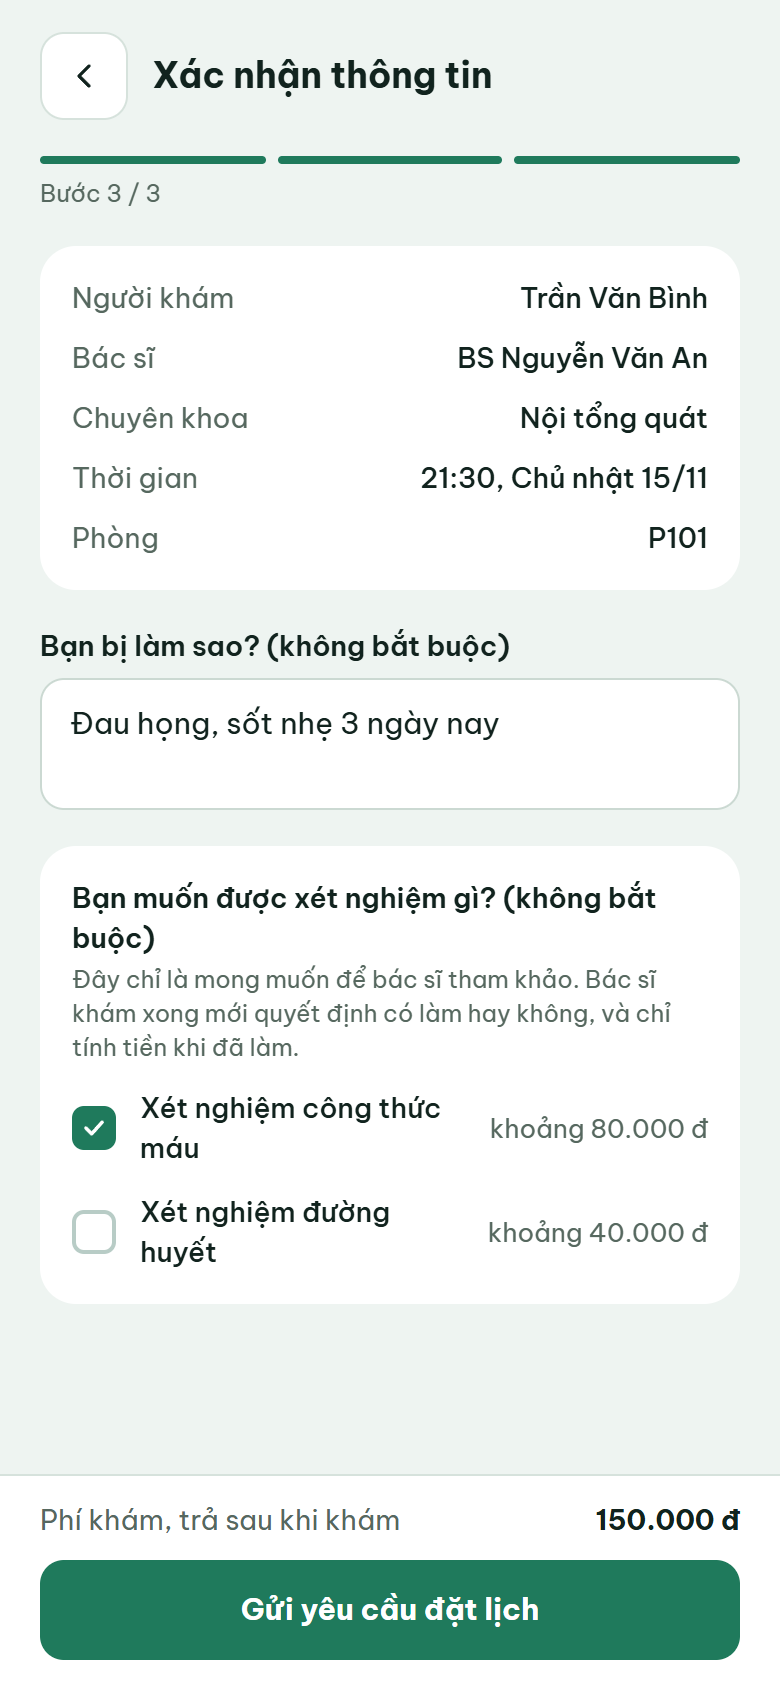 Xác nhận thông tin
Bước 3 / 3
Người khám Trần Văn Bình
Bác sĩ BS Nguyễn Văn An
Chuyên khoa Nội tổng quát
Thời gian 21:30, Chủ nhật 15/11
Phòng P101
Bạn bị làm sao? (không bắt buộc)
Đau họng, sốt nhẹ 3 ngày nay
Bạn muốn được xét nghiệm gì? (không bắt
buộc)
Đây chỉ là mong muốn để bác sĩ tham khảo. Bác sĩ
khám xong mới quyết định có làm hay không, và chỉ
tính tiền khi đã làm.
Xét nghiệm công thức
máu
khoảng 80.000 đ
Xét nghiệm đường
huyết
khoảng 40.000 đ
Phí khám, trả sau khi khám 150.000 đ
Gửi yêu cầu đặt lịch